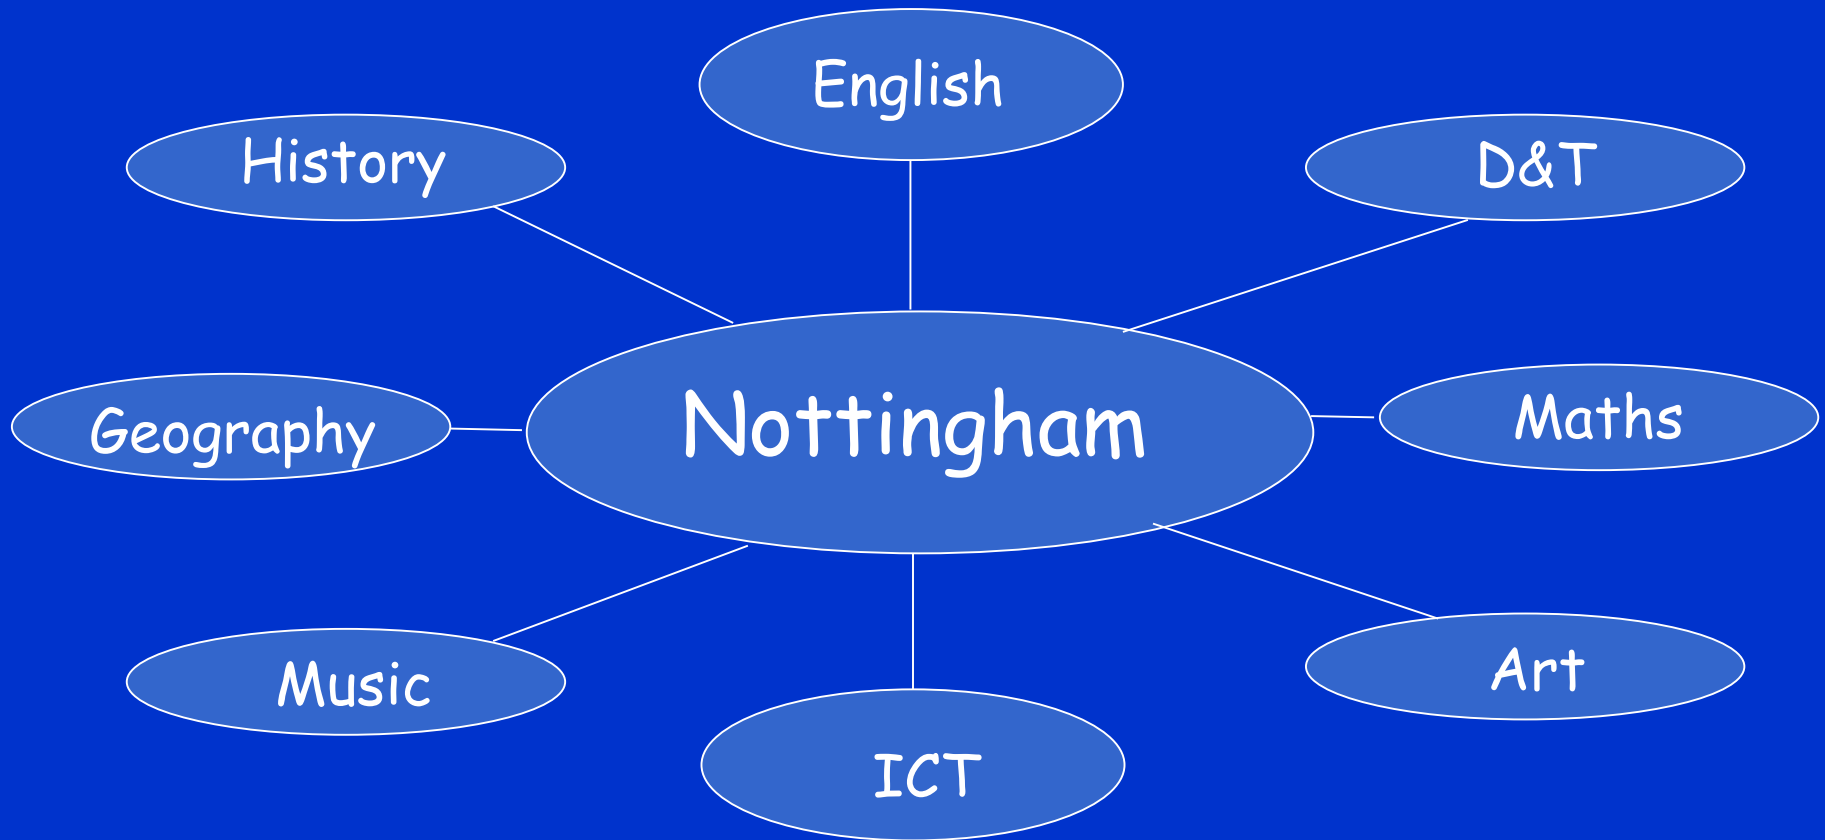 English
History
D&T
Nottingham
Geography
Maths
Music
Art
ICT